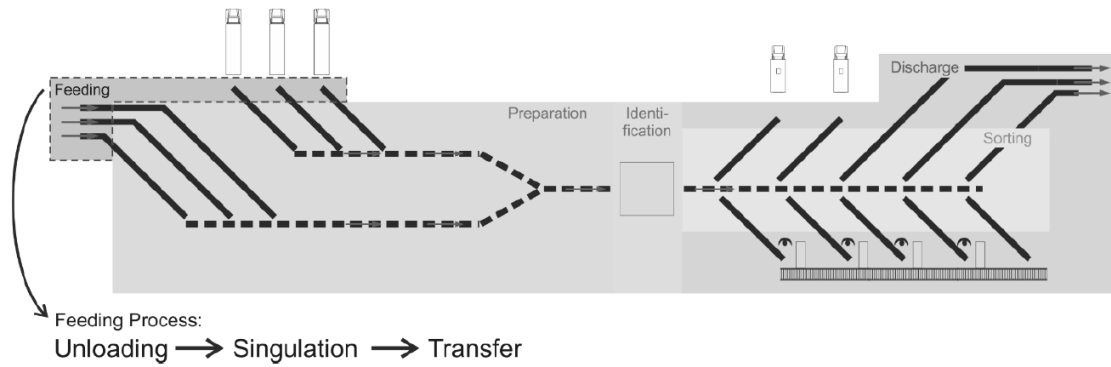 Feeding
Preparation
Identi-
fication
Discharge
Sorting
Feeding Process:
Unloading → Singulation → Transfer